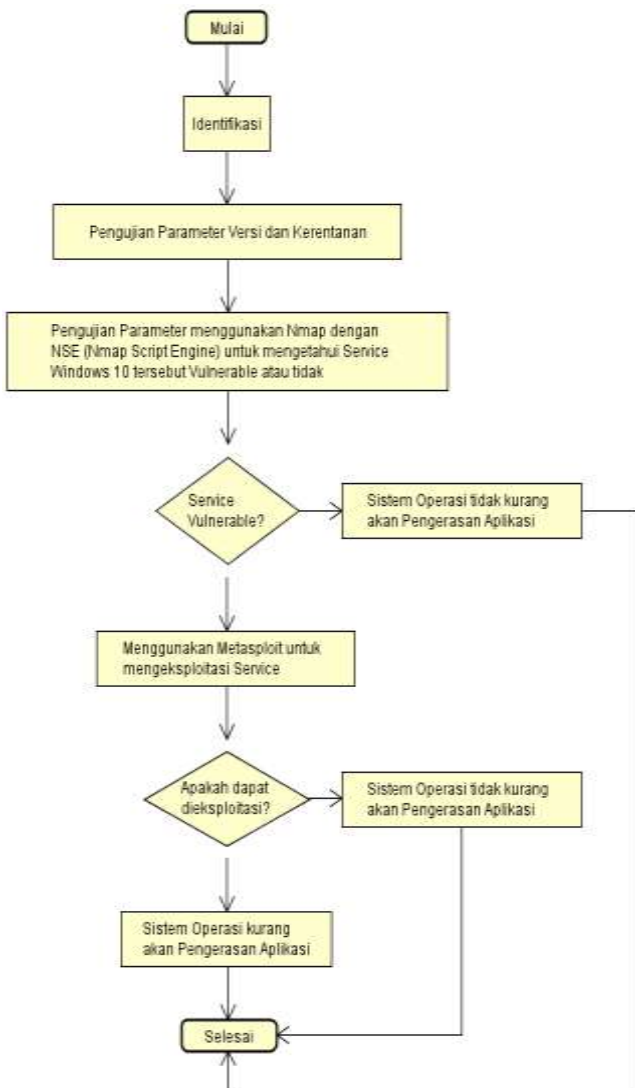 Mulai
Identifikasi
Pengujian Parameter Versi dan Kerentanan
Pengujian Parameter menggunakan Nmap dengan
NSE (Nmap Script Engine) untuk mengetahui Service
Windows 10 tersebut Vulnerable atau tidak
Service
Vulnerable?
Sistem Operasi tidak kurang
akan Pengerasan Aplikasi
Menggunakan Metasploit untuk
mengeksploitasi Service
Apakah dapat
dieksploitasi?
Sistem Operasi tidak kurang
akan Pengerasan Aplikasi
Sistem Operasi kurang
akan Pengerasan Aplikasi
Selesai